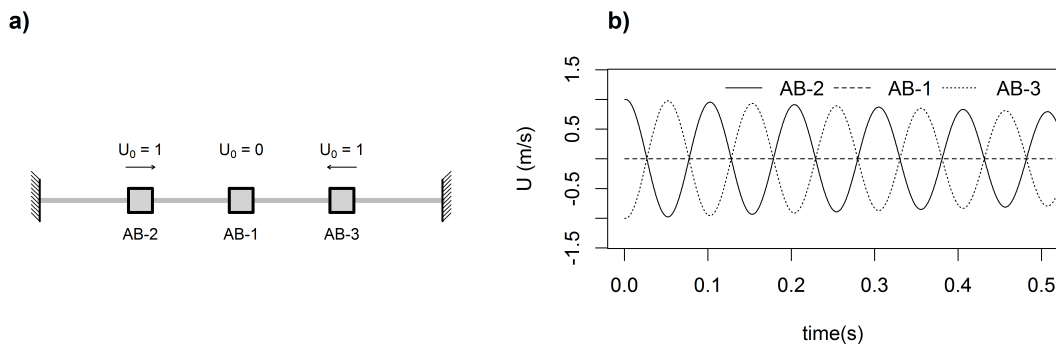 a)
U₀ = 1 U₀ = 0 U₀ = 1
AB-2 AB-1 AB-3
b)
AB-2 AB-1 AB-3
U (m/s)
1.5
0.5
-0.5
-1.5
0.0 0.1 0.2 0.3 0.4 0.5
time(s)